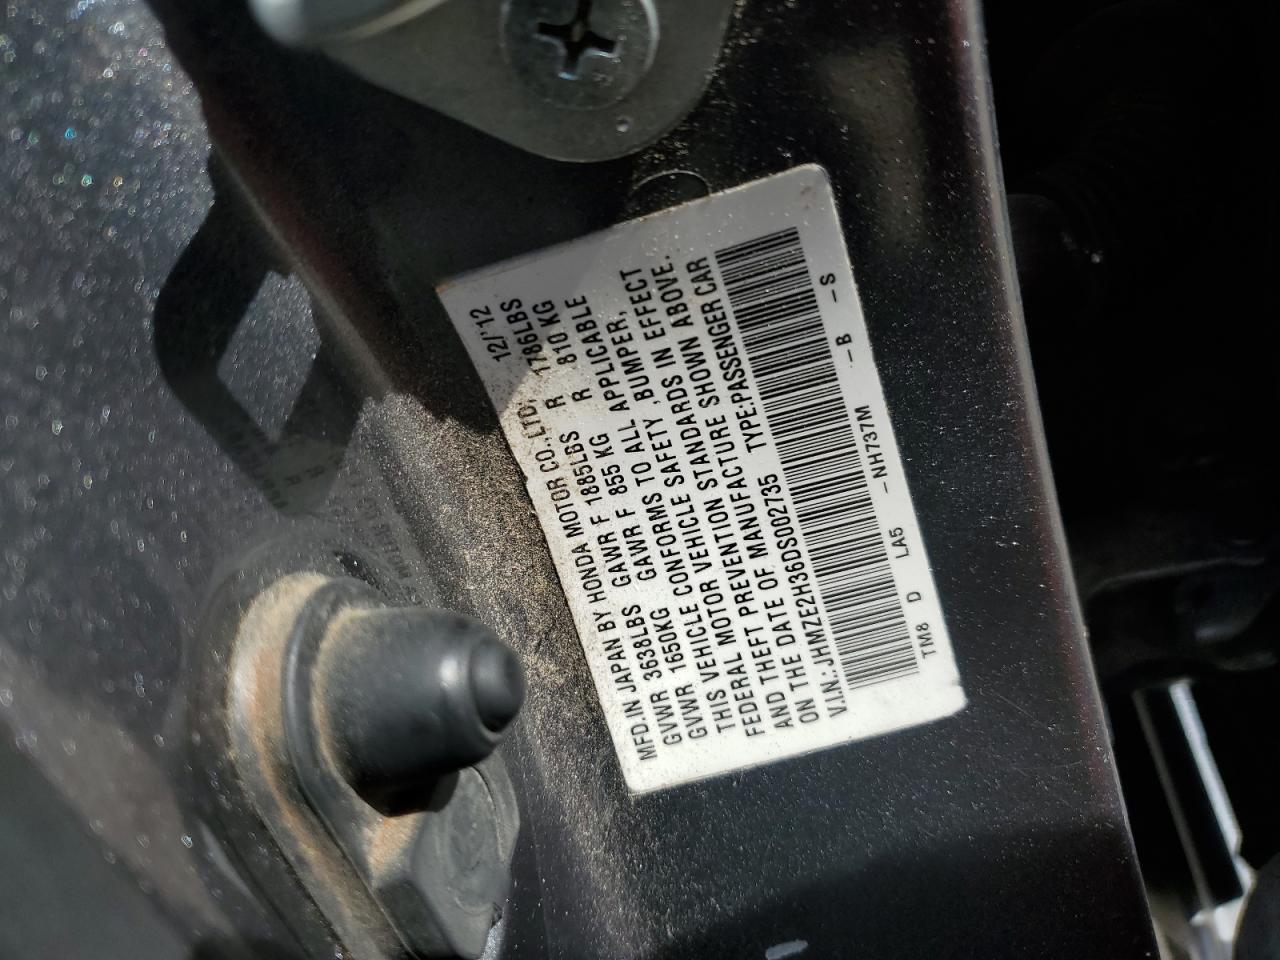 MFD.IN JAPAN BY HONDA MOTOR CO.,LTD, 12/'12
GVWR 3638LBS GAWR F 1885LBS R 1786LBS
GVWR 1650KG GAWR F 855 KG R 810 KG
THIS VEHICLE CONFORMS TO ALL APPLICABLE
FEDERAL MOTOR VEHICLE SAFETY ,BUMPER,
AND THEFT PREVENTION STANDARDS IN EFFECT
ON THE DATE OF MANUFACTURE SHOWN ABOVE.
V.I.N.:JHMZE2H36DS002735 TYPE:PASSENGER CAR
TM8 D LA5 -NH737M -B -S